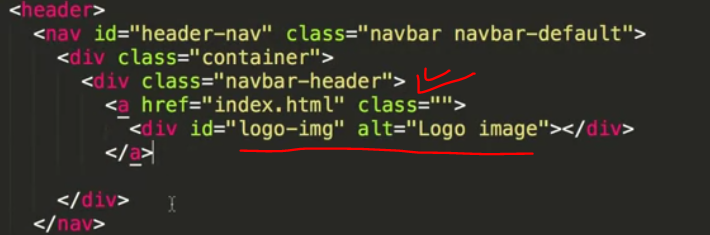 <header>
<nav id="header-nav" class="navbar navbar-default">
<div class="container">
<div class="navbar-header">
<a href="index.html" class="">
<div id="logo-img" alt="Logo image"></div>
</a>
</div>
</nav>